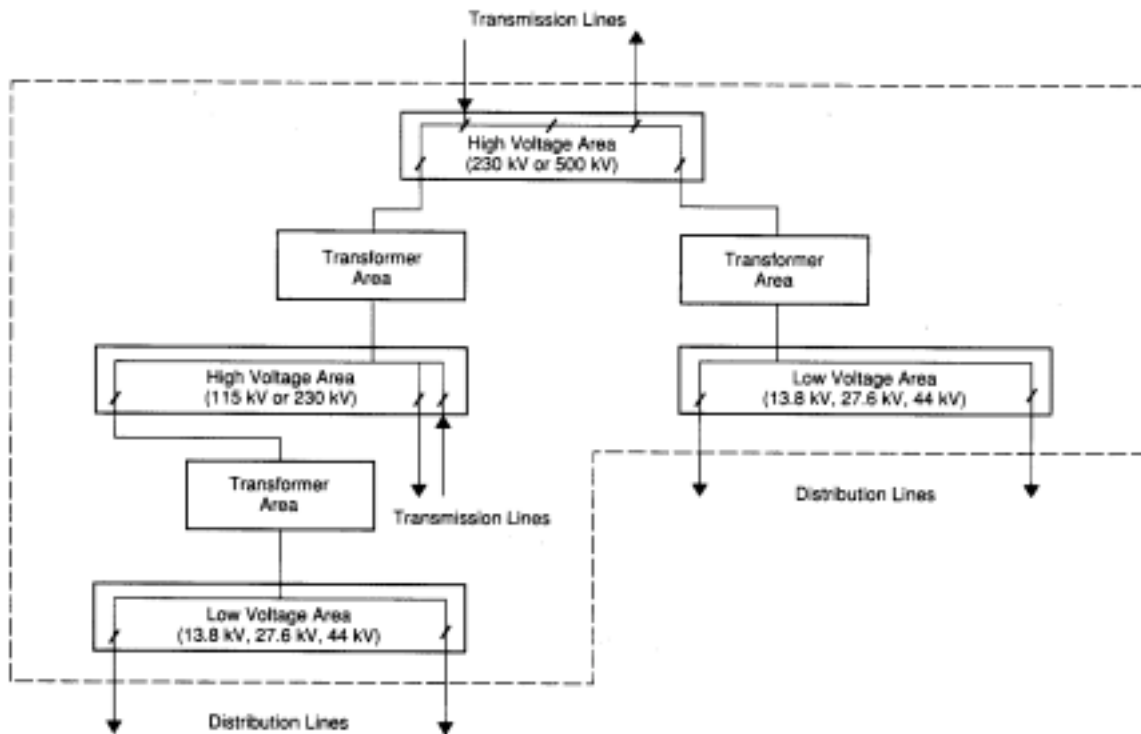 Transmission Lines
High Voltage Area
(230 kV or 500 kV)
Transformer
Area
Transformer
Area
High Voltage Area
(115 kV or 230 kV)
Low Voltage Area
(13.8 kV, 27.6 kV, 44 kV)
Transformer
Area
Transmission Lines
Distribution Lines
Low Voltage Area
(13.8 kV, 27.6 kV, 44 kV)
Distribution Lines